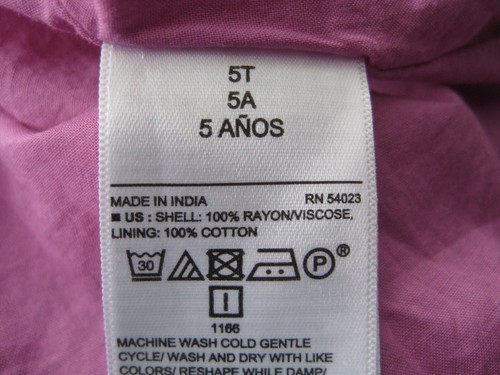 5T
5A
5 AÑOS
MADE IN INDIA RN 54023
■ US : SHELL: 100% RAYON/VISCOSE,
LINING: 100% COTTON
30 P®
I
1166
MACHINE WASH COLD GENTLE
CYCLE/ WASH AND DRY WITH LIKE
COLORS/ RESHAPE WHILE DAMP/